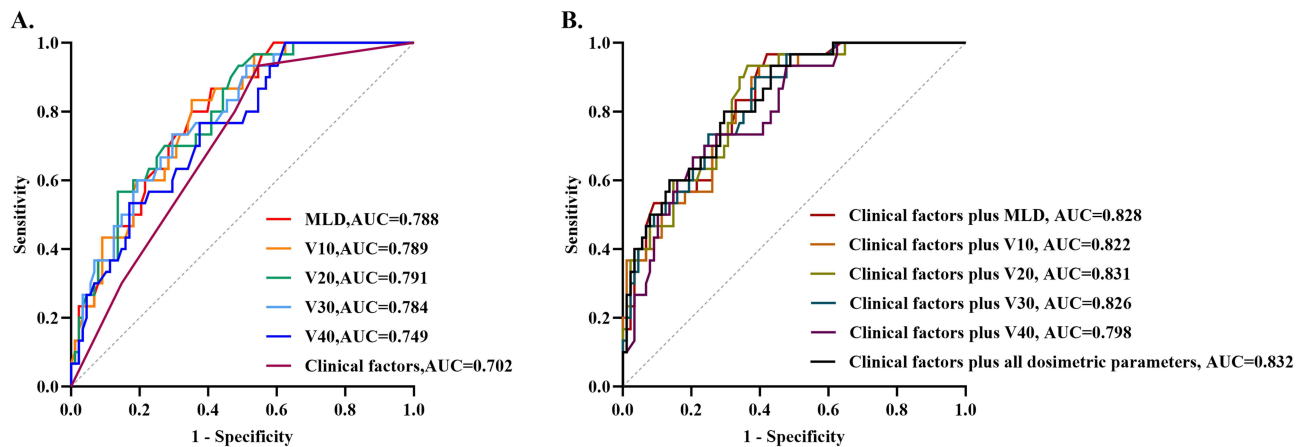 A.
1.0
0.8
0.6
0.4
0.2
0.0
Sensitivity
MLD,AUC=0.788
V10,AUC=0.789
V20,AUC=0.791
V30,AUC=0.784
V40,AUC=0.749
Clinical factors,AUC=0.702
0.0 0.2 0.4 0.6 0.8 1.0
1 - Specificity
B.
1.0
0.8
0.6
0.4
0.2
0.0
Sensitivity
Clinical factors plus MLD, AUC=0.828
Clinical factors plus V10, AUC=0.822
Clinical factors plus V20, AUC=0.831
Clinical factors plus V30, AUC=0.826
Clinical factors plus V40, AUC=0.798
Clinical factors plus all dosimetric parameters, AUC=0.832
0.0 0.2 0.4 0.6 0.8 1.0
1 - Specificity